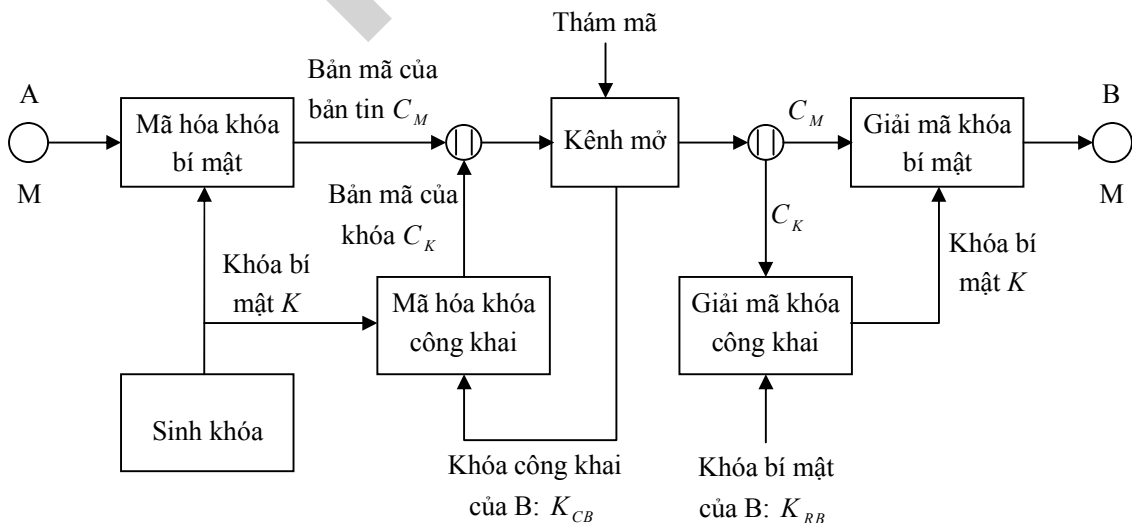 Thám mã
A
Bản mã của
bản tin C_M
B
Mã hóa khóa
bí mật
||
Kênh mở
||
C_M
Giải mã khóa
bí mật
M
M
Bản mã của
khóa C_K
C_K
Khóa bí
mật K
Khóa bí
mật K
Mã hóa khóa
công khai
Giải mã khóa
công khai
Sinh khóa
Khóa công khai
của B: K_CB
Khóa bí mật
của B: K_RB